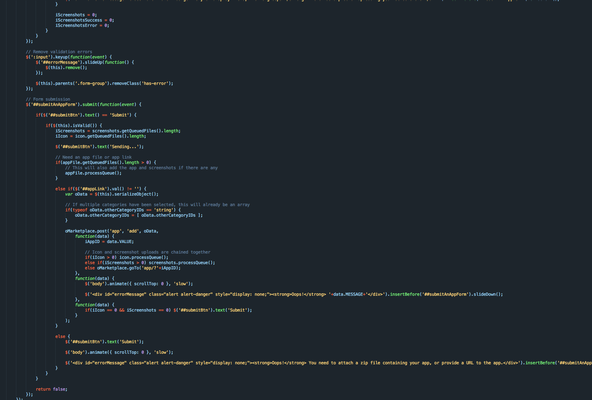 }
iScreenshots = 0;
iScreenshotsSuccess = 0;
iScreenshotsError = 0;
}
}
});
// Remove validation errors
$(':input').keyup(function(event) {
$('##errorMessage').slideUp(function() {
$(this).remove();
});
$(this).parents('.form-group').removeClass('has-error');
});
// Form submission
$('##submitAnAppForm').submit(function(event) {
if($('##submitBtn').text() == 'Submit') {
if($(this).isValid()) {
iScreenshots = screenshots.getQueuedFiles().length;
iIcon = icon.getQueuedFiles().length;
$('##submitBtn').text('Sending...');
// Need an app file or app link
if(appFile.getQueuedFiles().length > 0) {
// This will also add the app and screenshots if there are any
appFile.processQueue();
}
else if($('##appLink').val() != '') {
var oData = $(this).serializeObject();
// If multiple categories have been selected, this will already be an array
if(typeof oData.otherCategoryIDs == 'string') {
oData.otherCategoryIDs = [ oData.otherCategoryIDs ];
}
oMarketplace.post('app', 'add', oData,
function(data) {
iAppID = data.VALUE;
// Icon and screenshot uploads are chained together
if(iIcon > 0) icon.processQueue();
else if(iScreenshots > 0) screenshots.processQueue();
else oMarketplace.goTo('app/?'+iAppID);
},
function(data) {
$('body').animate({ scrollTop: 0 }, 'slow');
$('<div id="errorMessage" class="alert alert-danger" style="display: none;"><strong>Oops!</strong> '+data.MESSAGE+'</div>').insertBefore('##submitAnAppForm').slideDown();
},
function(data) {
if(iIcon == 0 && iScreenshots == 0) $('##submitBtn').text('Submit');
}
);
}
else {
$('##submitBtn').text('Submit');
$('body').animate({ scrollTop: 0 }, 'slow');
$('<div id="errorMessage" class="alert alert-danger" style="display: none;"><strong>Oops!</strong> You need to attach a zip file containing your app, or provide a URL to the app.</div>').insertBefore('##submitAnApp
}
}
}
return false;
});
});